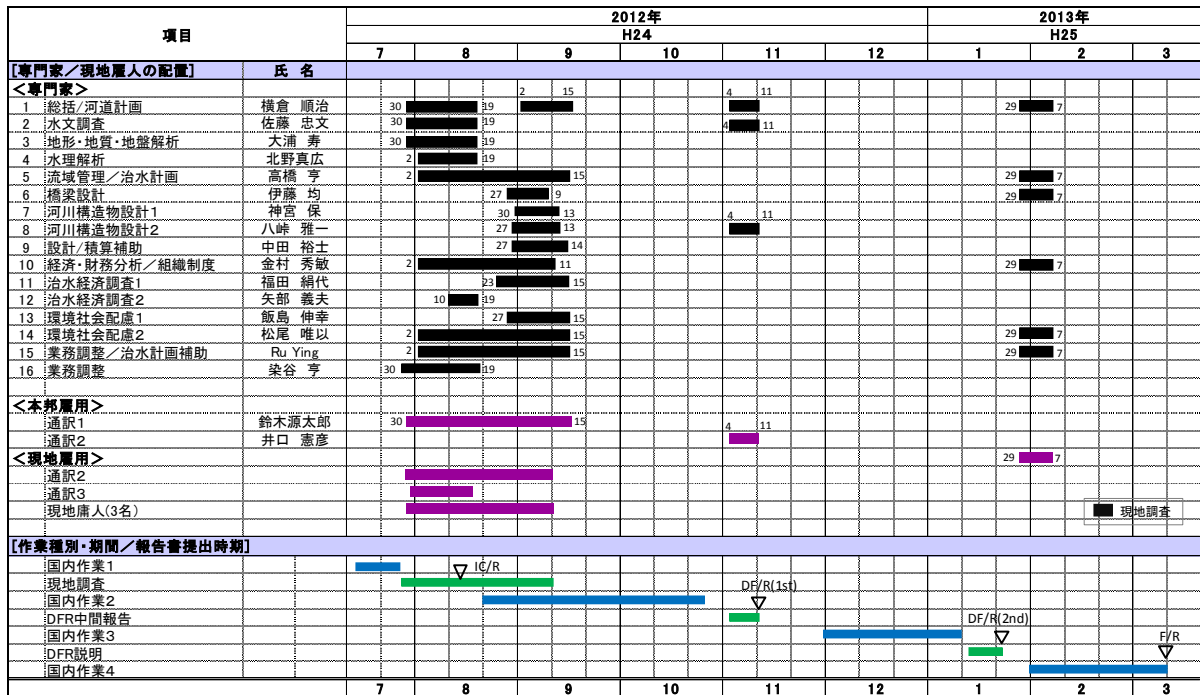 項目 2012年 2013年
H24 H25
7 8 9 10 11 12 1 2 3
[専門家／現地雇人の配置] 氏 名
＜専門家＞ 2 15 4 11
1 総括/河道計画 横倉 順治 30 19 29 7
2 水文調査 佐藤 忠文 30 19 4 11
3 地形・地質・地盤解析 大浦 寿 30 19
4 水理解析 北野真広 2 19
5 流域管理／治水計画 高橋 亨 2 15 29 7
6 橋梁設計 伊藤 均 27 9 29 7
7 河川構造物設計1 神宮 保 30 13 4 11
8 河川構造物設計2 八峠 雅一 27 13
9 設計/積算補助 中田 裕士 27 14
10 経済・財務分析／組織制度 金村 秀敏 2 11 29 7
11 治水経済調査1 福田 絹代 23 15
12 治水経済調査2 矢部 義夫 10 19
13 環境社会配慮1 飯島 伸幸 27 15
14 環境社会配慮2 松尾 唯以 2 15 29 7
15 業務調整／治水計画補助 Ru Ying 2 15 29 7
16 業務調整 染谷 亨 30 19
＜本邦雇用＞
通訳1 鈴木源太郎 30 15 4 11
通訳2 井口 憲彦
＜現地雇用＞ 29 7
通訳2
通訳3
現地庸人(3名) 現地調査
[作業種別・期間／報告書提出時期]
国内作業1 IC/R
現地調査
国内作業2 DF/R(1st)
DFR中間報告
国内作業3 DF/R(2nd) F/R
DFR説明
国内作業4
7 8 9 10 11 12 1 2 3